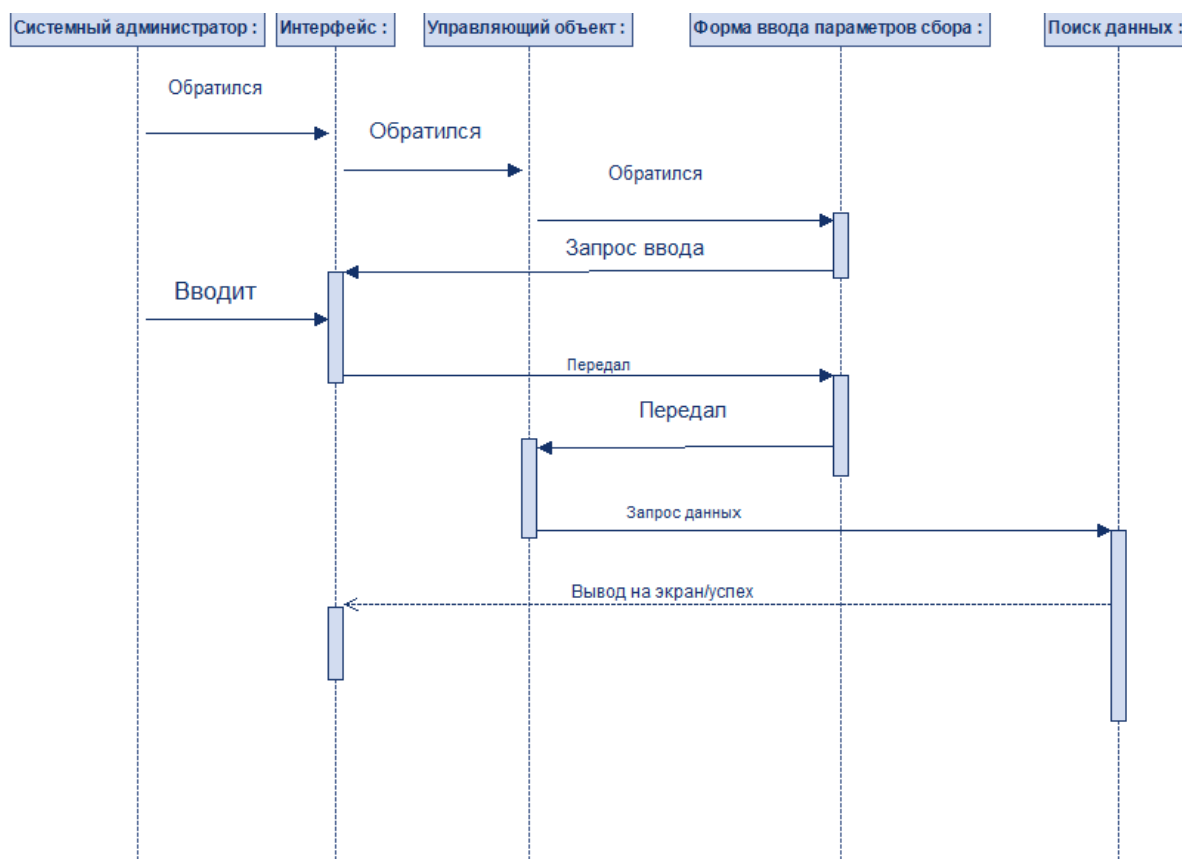 Системный администратор :
Интерфейс :
Управляющий объект :
Форма ввода параметров сбора :
Поиск данных :
Обратился
Обратился
Обратился
Запрос ввода
Вводит
Передал
Передал
Запрос данных
Вывод на экран/успех